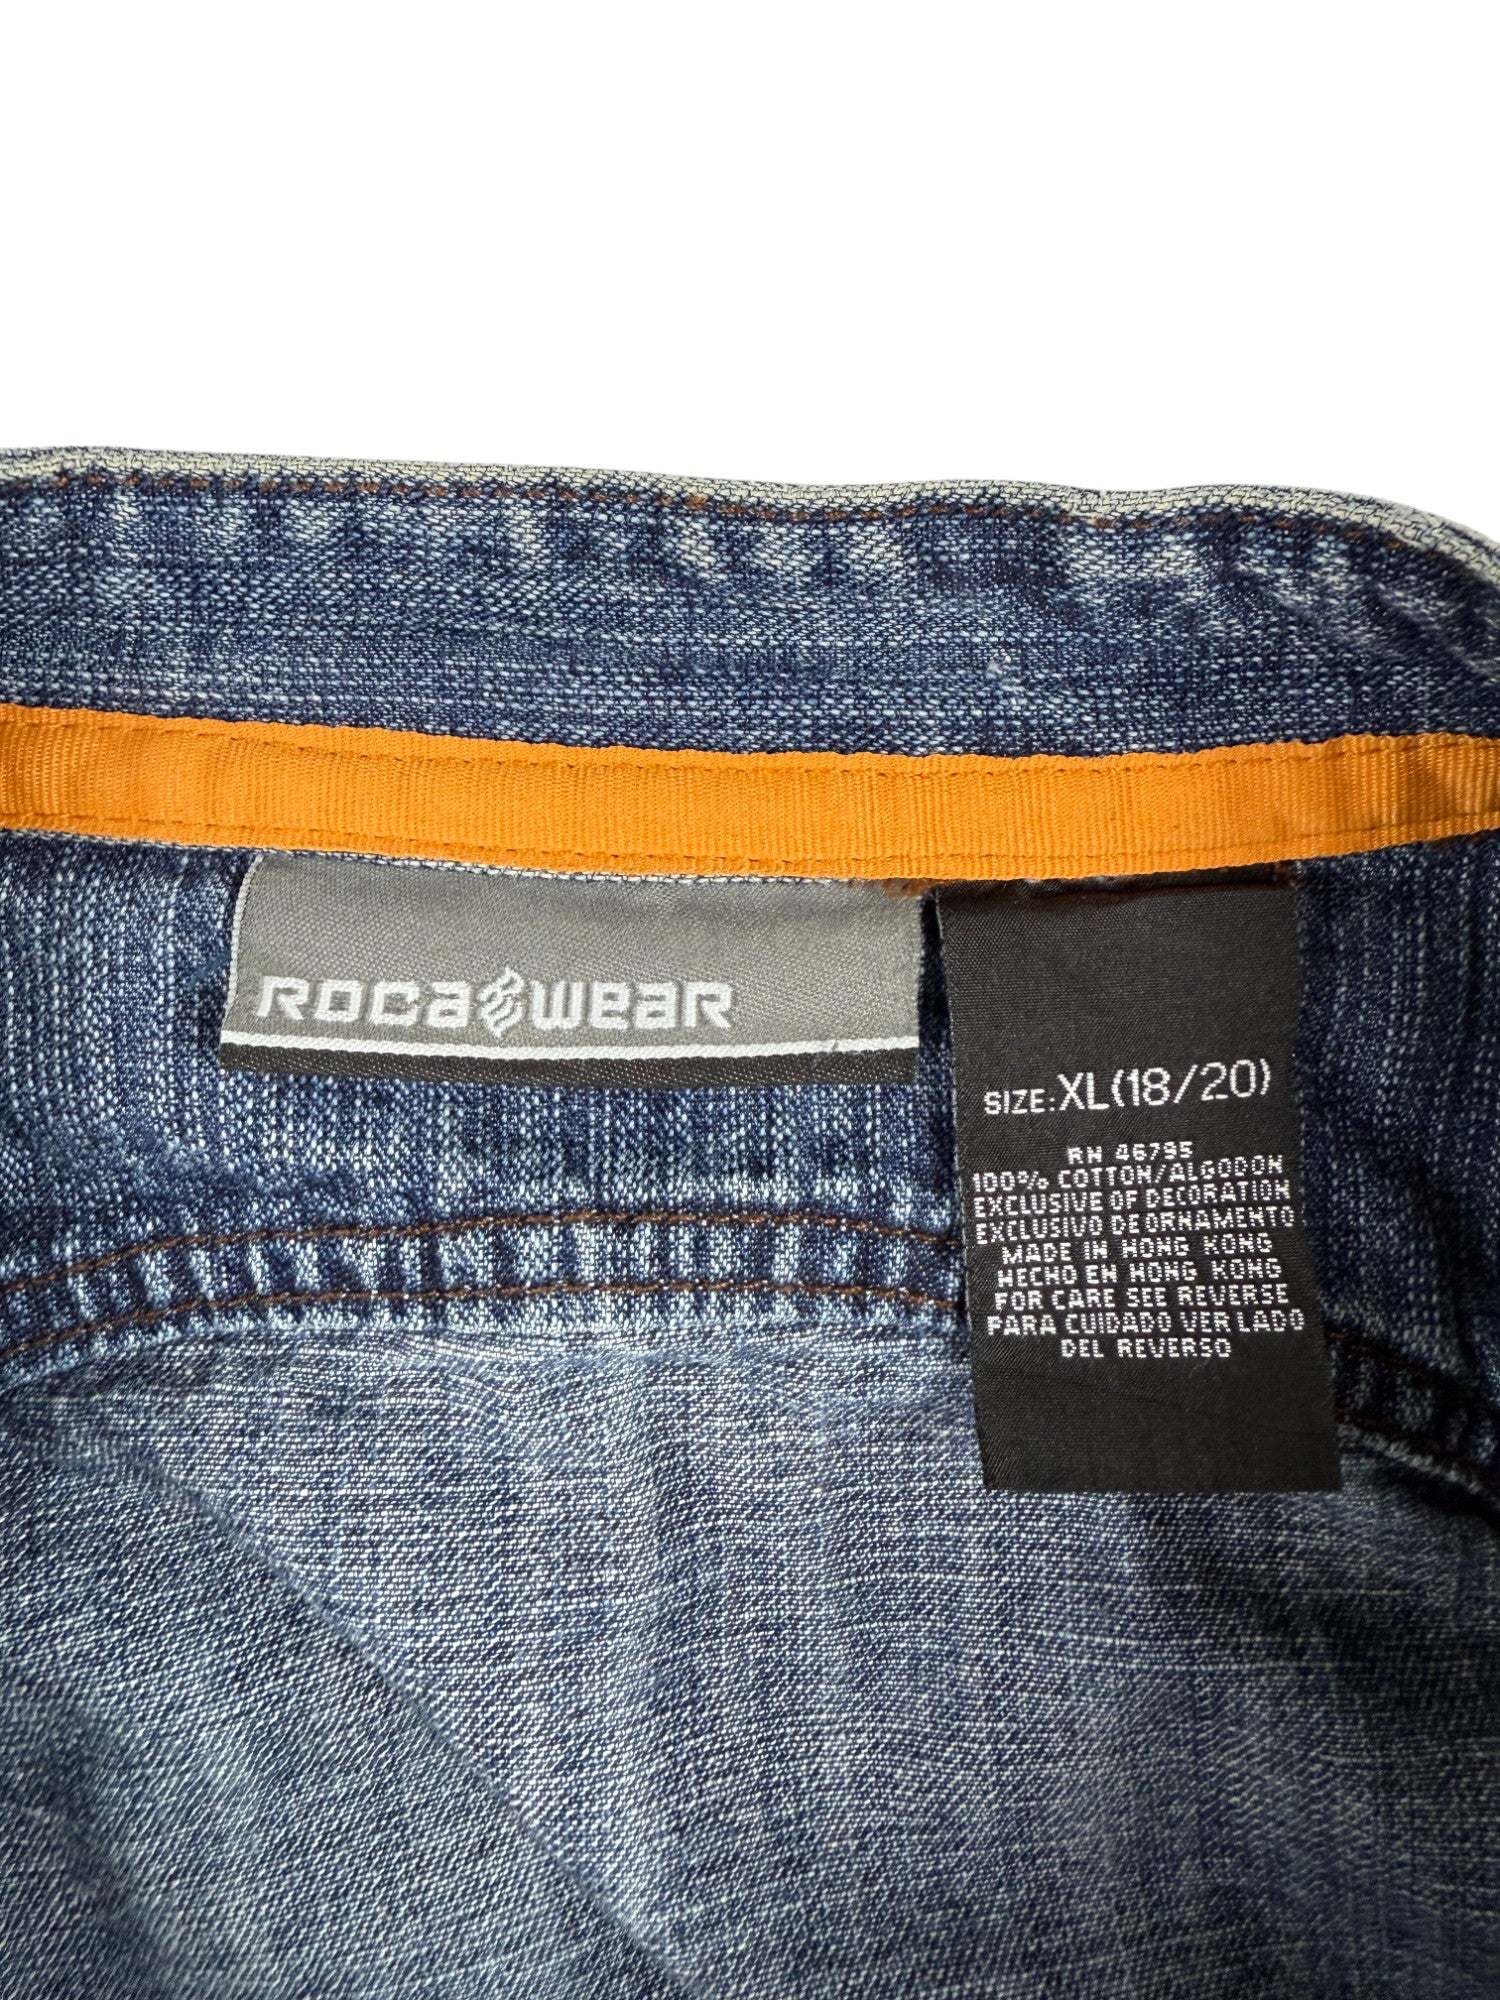 ROCAWEAR
SIZE:XL(18/20)
RN 46795
100% COTTON/ALGODON
EXCLUSIVE OF DECORATION
EXCLUSIVO DE ORNAMENTO
MADE IN HONG KONG
HECHO EN HONG KONG
FOR CARE SEE REVERSE
PARA CUIDADO VER LADO
DEL REVERSO